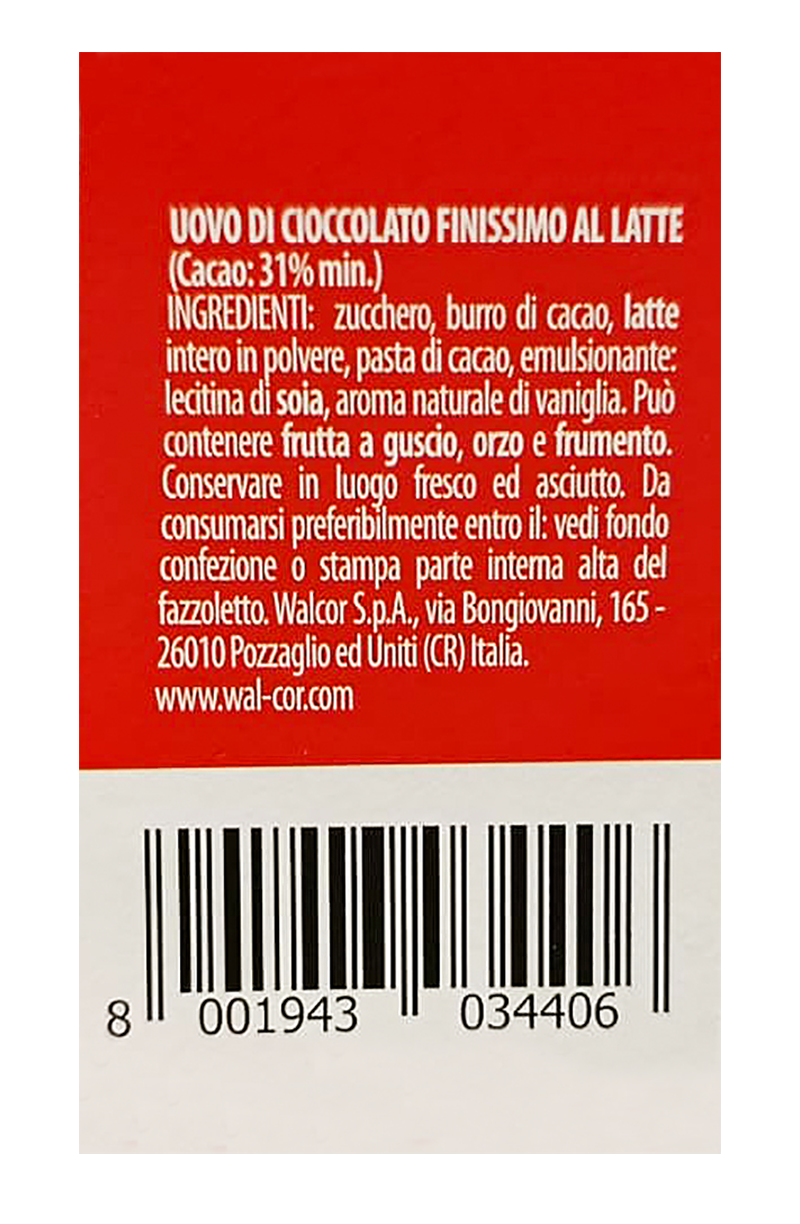 UOVO DI CIOCCOLATO FINISSIMO AL LATTE
(Cacao: 31% min.)
INGREDIENTI: zucchero, burro di cacao, latte
intero in polvere, pasta di cacao, emulsionante:
lecitina di soia, aroma naturale di vaniglia. Può
contenere frutta a guscio, orzo e frumento.
Conservare in luogo fresco ed asciutto. Da
consumarsi preferibilmente entro il: vedi fondo
confezione o stampa parte interna alta del
fazzoletto. Walcor S.p.A., via Bongiovanni, 165 -
26010 Pozzaglio ed Uniti (CR) Italia.
www.wal-cor.com
8 001943 034406